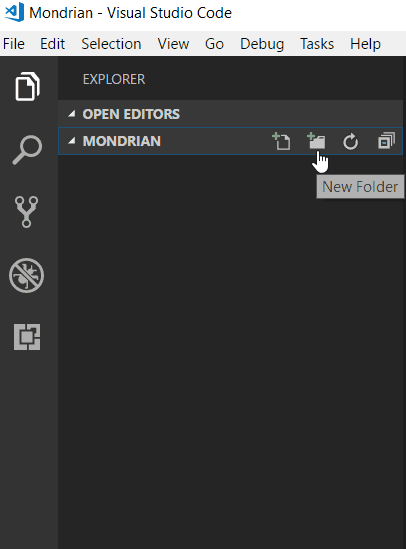 Mondrian - Visual Studio Code
File Edit Selection View Go Debug Tasks Help
EXPLORER
OPEN EDITORS
MONDRIAN
New Folder